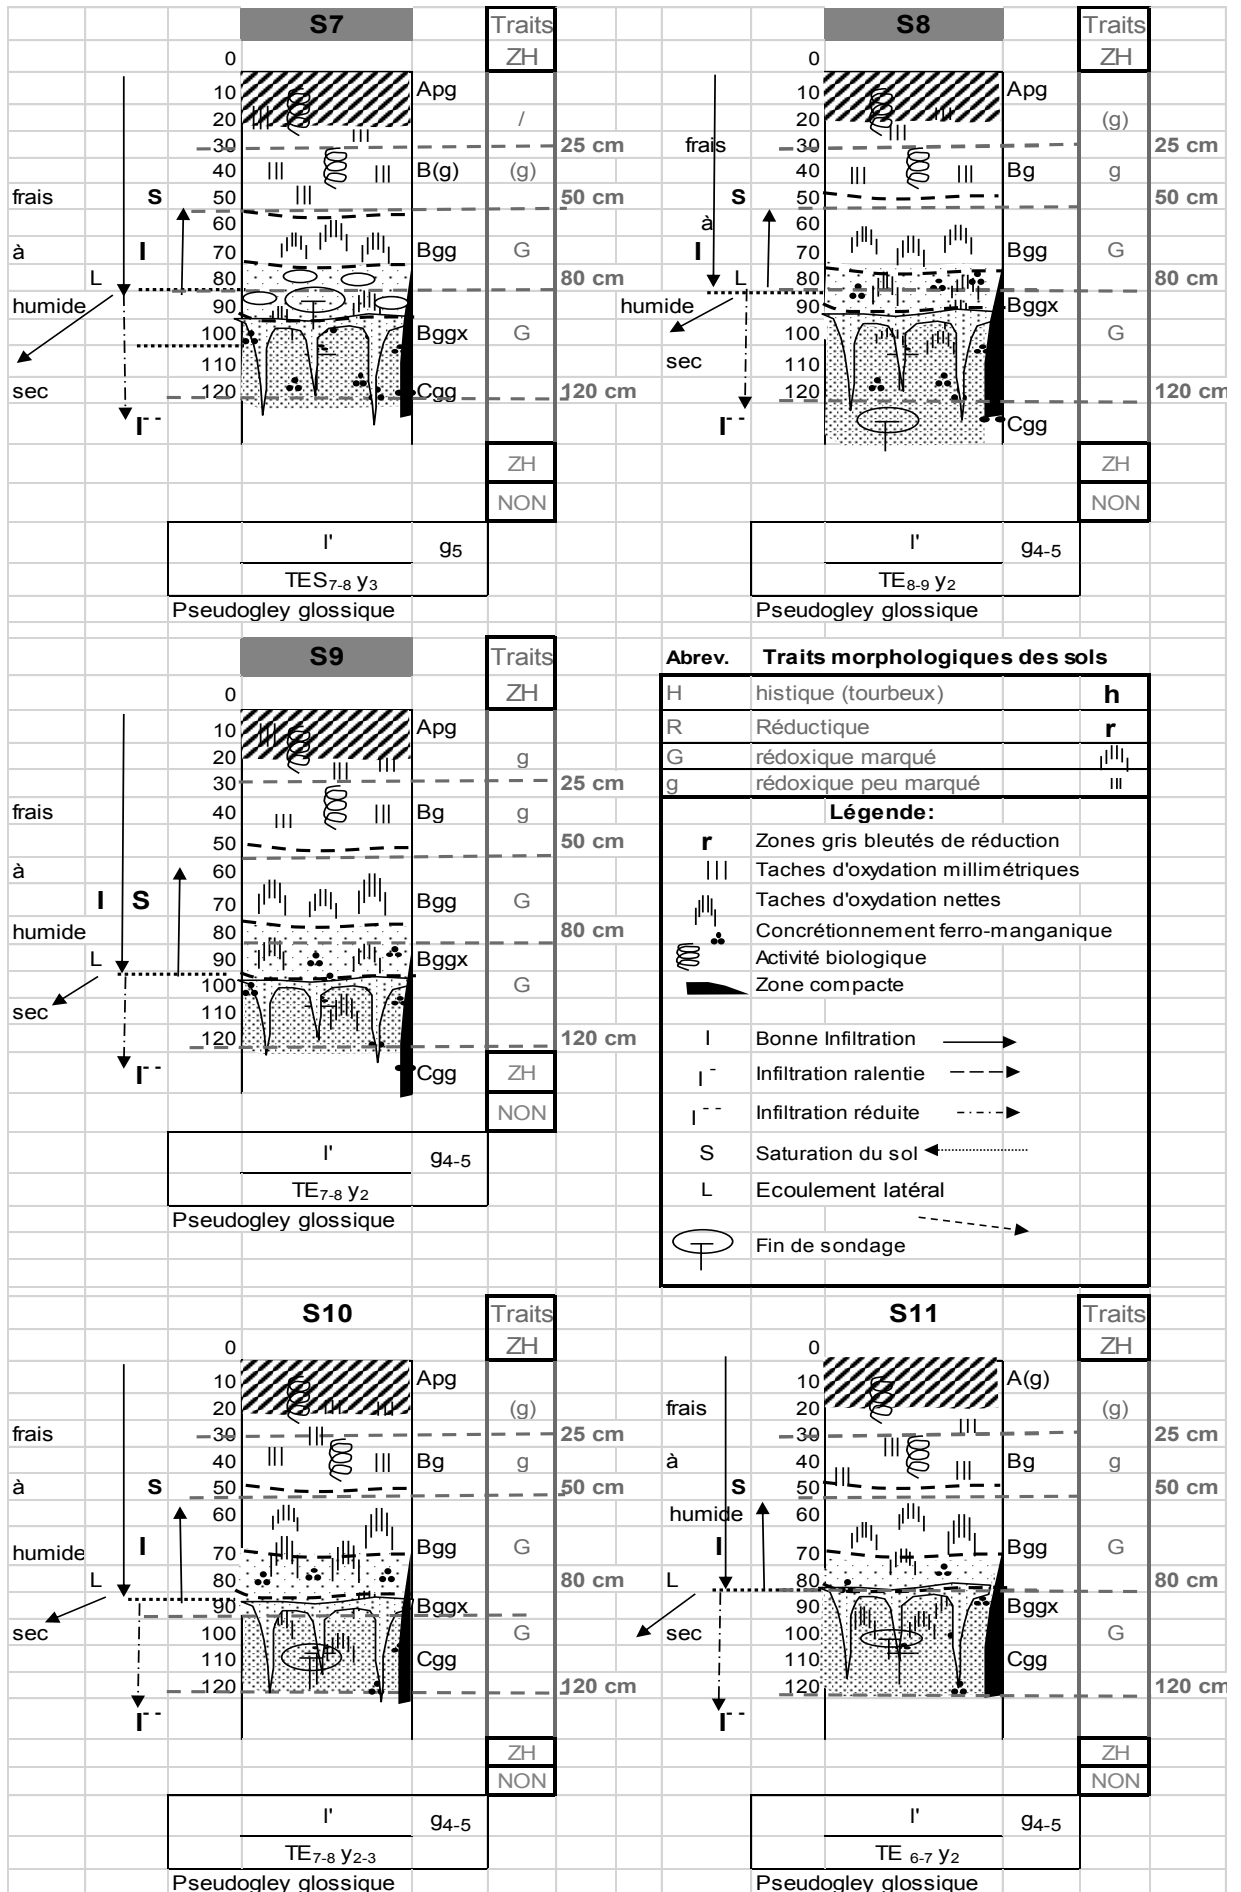 S7 Traits S8 Traits
0 ZH 0 ZH
10 Apg 10 Apg
20 / 20 (g)
30 25 cm frais 30 25 cm
40 B(g) (g) 40 Bg g
frais S 50 50 cm S 50 50 cm
60 à 60
à I 70 Bgg G I 70 Bgg G
L 80 80 cm L 80 80 cm
humide 90 humide 90 Bggx
100 Bggx G 100 G
110 sec 110
sec 120 Cgg 120 cm 120 120 cm
I-- I-- Cgg
ZH ZH
NON NON
I' g5 I' g4-5
TES7-8 y3 TE8-9 y2
Pseudogley glossique Pseudogley glossique
S9 Traits
0 ZH
10 Apg
20 g
30 25 cm
frais 40 Bg g
50 50 cm
à 60
I S 70 Bgg G
humide 80 80 cm
L 90 Bggx
100 G
sec 110
120 120 cm
I-- Cgg ZH
NON
I' g4-5
TE7-8 y2
Pseudogley glossique
Abrev. Traits morphologiques des sols
H histique (tourbeux) h
R Réductique r
G rédoxique marqué
g rédoxique peu marqué
Légende:
r Zones gris bleutés de réduction
Taches d'oxydation millimétriques
Taches d'oxydation nettes
Concrétionnement ferro-manganique
Activité biologique
Zone compacte
I Bonne Infiltration
I - Infiltration ralentie
I -- Infiltration réduite
S Saturation du sol
L Ecoulement latéral
Fin de sondage
S10 Traits S11 Traits
0 ZH 0 ZH
10 Apg 10 A(g)
20 (g) frais 20 (g)
frais 30 25 cm 30 25 cm
40 Bg g à 40 Bg g
à S 50 50 cm S 50 50 cm
60 humide 60
humide I 70 Bgg G I 70 Bgg G
L 80 80 cm L 80 80 cm
90 Bggx 90 Bggx
sec 100 G sec 100 G
110 Cgg 110 Cgg
120 120 cm 120 120 cm
I-- I--
ZH ZH
NON NON
I' g4-5 I' g4-5
TE7-8 y2-3 TE 6-7 y2
Pseudogley glossique Pseudogley glossique